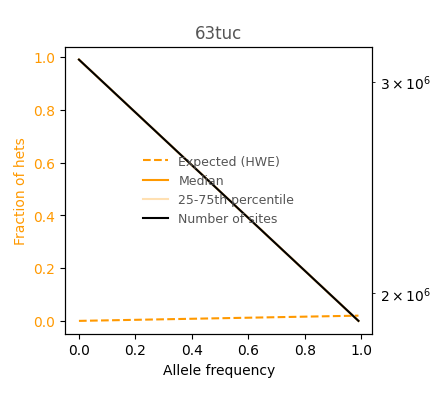 63tuc
1.0
0.8
0.6
0.4
0.2
0.0
Fraction of hets
3 × 10⁶
2 × 10⁶
Expected (HWE)
Median
25-75th percentile
Number of sites
0.0 0.2 0.4 0.6 0.8 1.0
Allele frequency